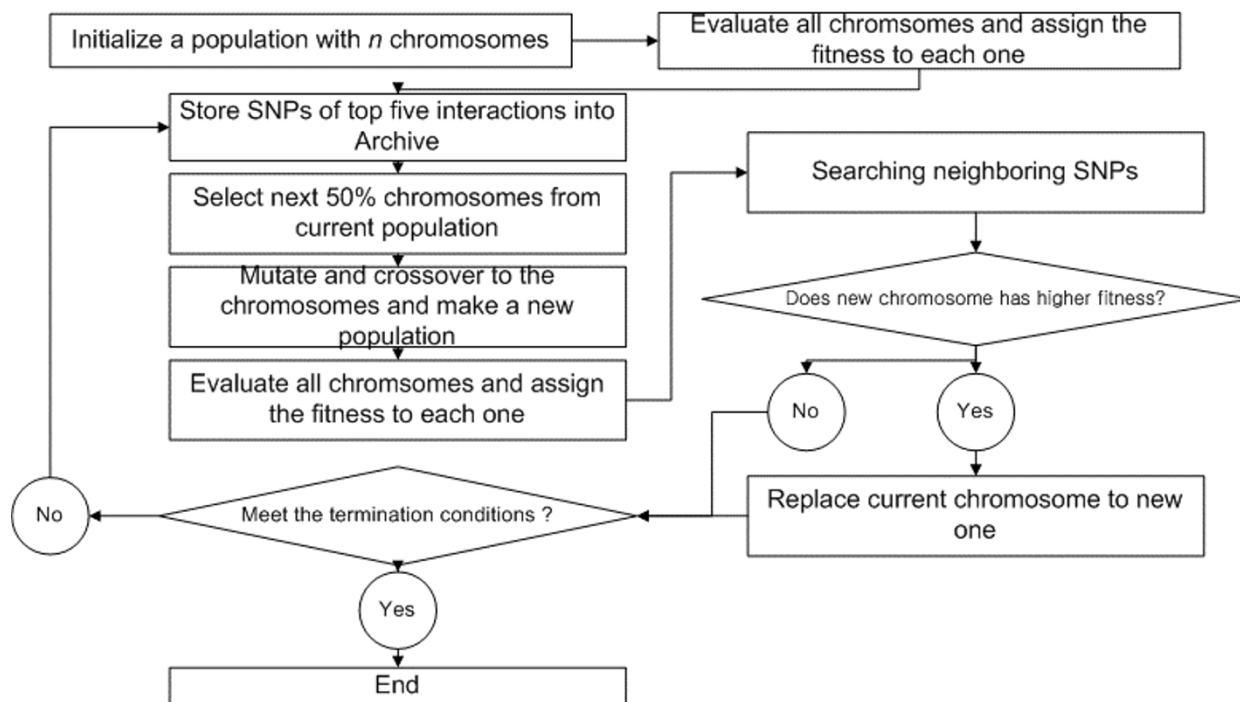 Initialize a population with n chromosomes
Evaluate all chromsomes and assign the
fitness to each one
Store SNPs of top five interactions into
Archive
Select next 50% chromosomes from
current population
Mutate and crossover to the
chromosomes and make a new
population
Evaluate all chromsomes and assign
the fitness to each one
Searching neighboring SNPs
Does new chromosome has higher fitness?
No
Yes
Replace current chromosome to new
one
Meet the termination conditions ?
No
Yes
End